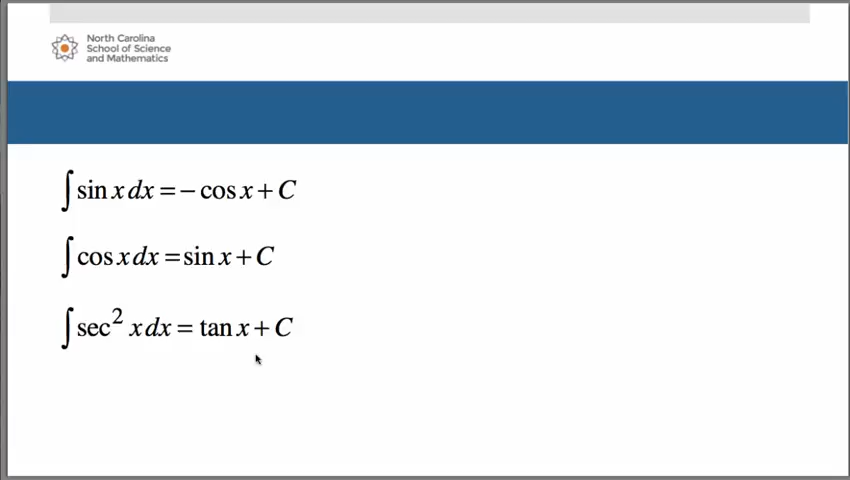 North Carolina
School of Science
and Mathematics
∫ sin x dx = − cos x + C
∫ cos x dx = sin x + C
∫ sec² x dx = tan x + C